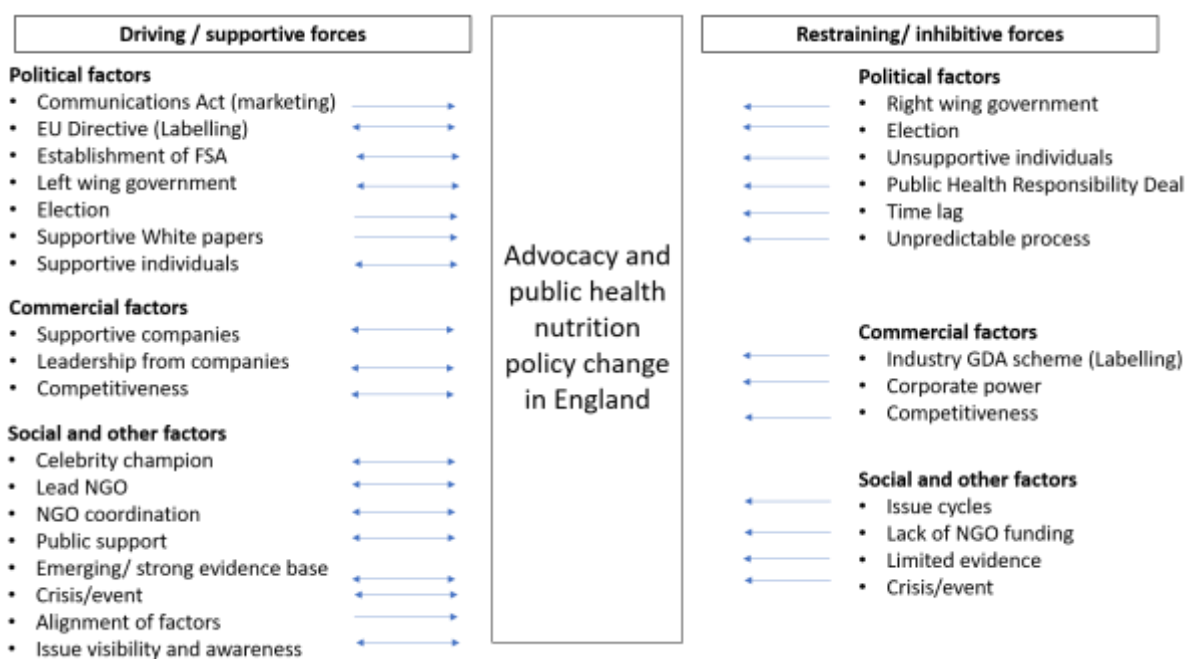 Driving / supportive forces
Political factors
• Communications Act (marketing)
• EU Directive (Labelling)
• Establishment of FSA
• Left wing government
• Election
• Supportive White papers
• Supportive individuals
Commercial factors
• Supportive companies
• Leadership from companies
• Competitiveness
Social and other factors
• Celebrity champion
• Lead NGO
• NGO coordination
• Public support
• Emerging/ strong evidence base
• Crisis/event
• Alignment of factors
• Issue visibility and awareness
Advocacy and
public health
nutrition
policy change
in England
Restraining/ inhibitive forces
Political factors
• Right wing government
• Election
• Unsupportive individuals
• Public Health Responsibility Deal
• Time lag
• Unpredictable process
Commercial factors
• Industry GDA scheme (Labelling)
• Corporate power
• Competitiveness
Social and other factors
• Issue cycles
• Lack of NGO funding
• Limited evidence
• Crisis/event